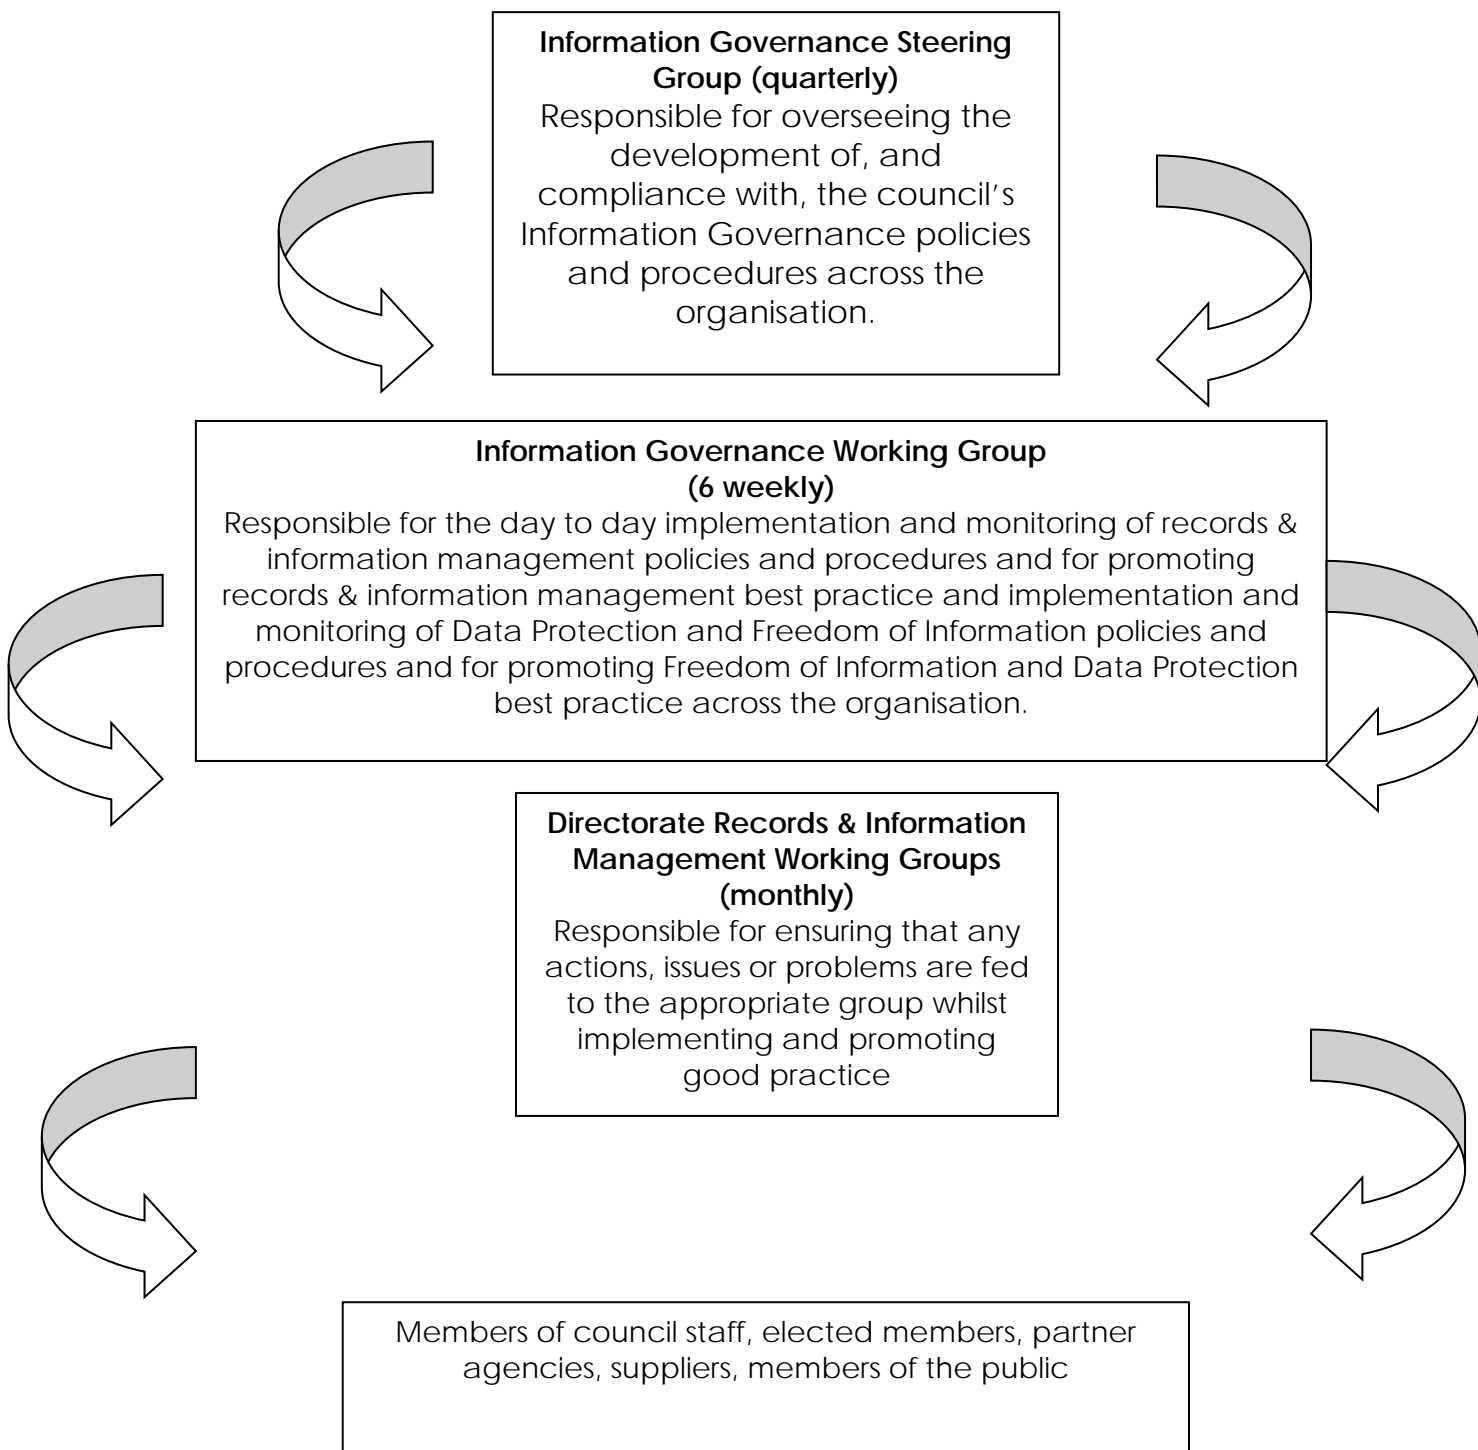 Information Governance Steering
Group (quarterly)
Responsible for overseeing the
development of, and
compliance with, the council’s
Information Governance policies
and procedures across the
organisation.
Information Governance Working Group
(6 weekly)
Responsible for the day to day implementation and monitoring of records &
information management policies and procedures and for promoting
records & information management best practice and implementation and
monitoring of Data Protection and Freedom of Information policies and
procedures and for promoting Freedom of Information and Data Protection
best practice across the organisation.
Directorate Records & Information
Management Working Groups
(monthly)
Responsible for ensuring that any
actions, issues or problems are fed
to the appropriate group whilst
implementing and promoting
good practice
Members of council staff, elected members, partner
agencies, suppliers, members of the public